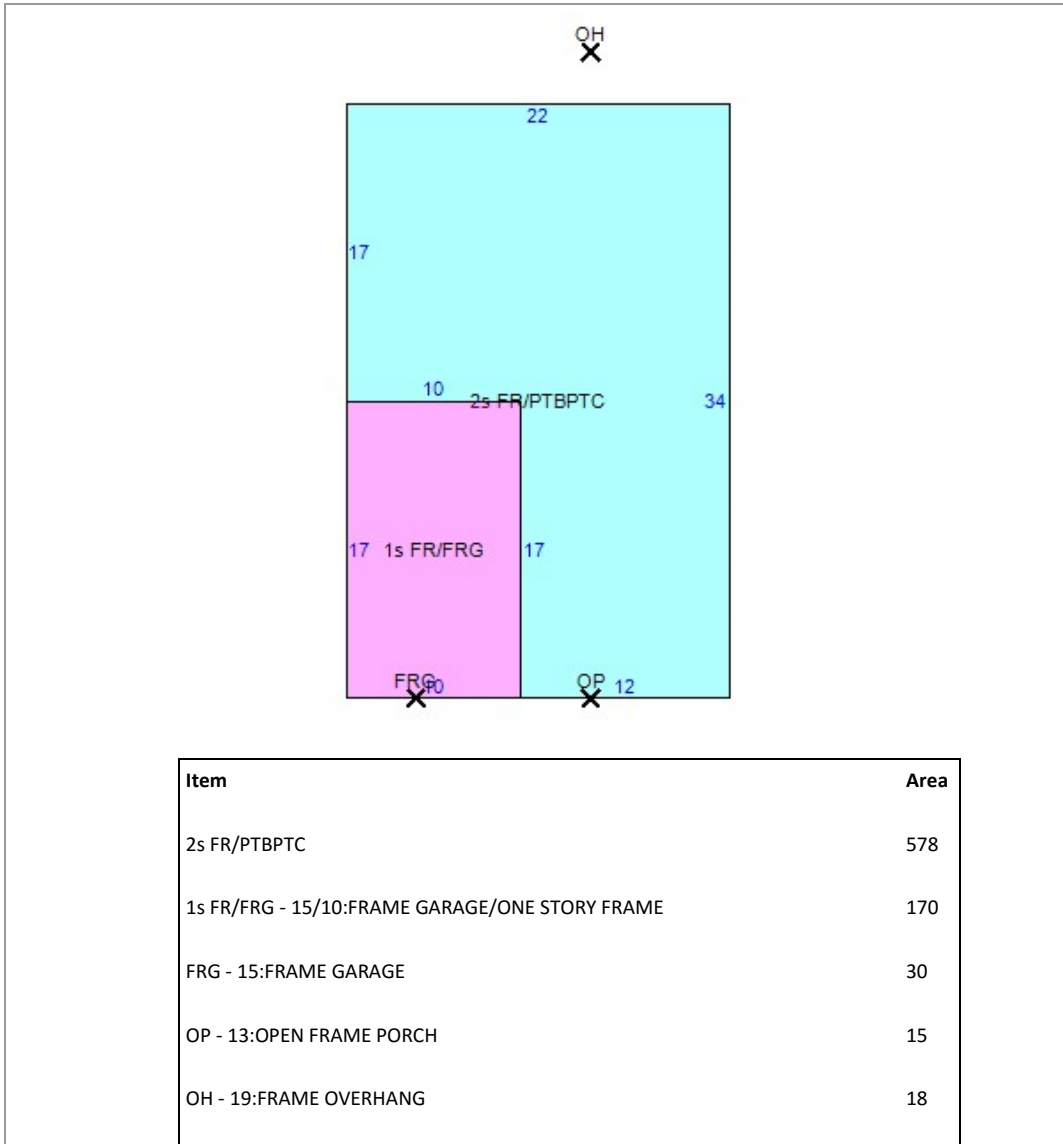 OH
22
17
10
2s FR/PTBPTC
34
17
1s FR/FRG
17
FRG
10
OP
12
Item Area
2s FR/PTBPTC 578
1s FR/FRG - 15/10:FRAME GARAGE/ONE STORY FRAME 170
FRG - 15:FRAME GARAGE 30
OP - 13:OPEN FRAME PORCH 15
OH - 19:FRAME OVERHANG 18